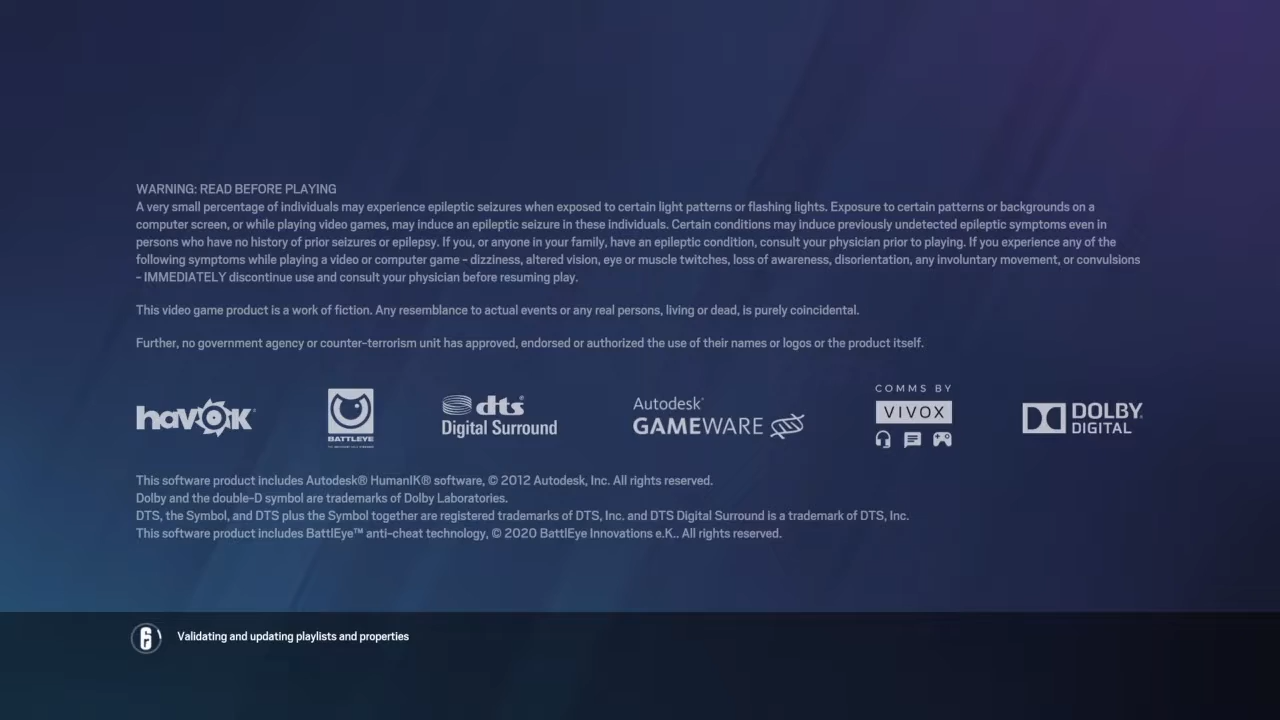 WARNING: READ BEFORE PLAYING
A very small percentage of individuals may experience epileptic seizures when exposed to certain light patterns or flashing lights. Exposure to certain patterns or backgrounds on a
computer screen, or while playing video games, may induce an epileptic seizure in these individuals. Certain conditions may induce previously undetected epileptic symptoms even in
persons who have no history of prior seizures or epilepsy. If you, or anyone in your family, have an epileptic condition, consult your physician prior to playing. If you experience any of the
following symptoms while playing a video or computer game - dizziness, altered vision, eye or muscle twitches, loss of awareness, disorientation, any involuntary movement, or convulsions
- IMMEDIATELY discontinue use and consult your physician before resuming play.
This video game product is a work of fiction. Any resemblance to actual events or any real persons, living or dead, is purely coincidental.
Further, no government agency or counter-terrorism unit has approved, endorsed or authorized the use of their names or logos or the product itself.
havok
BATTLEYE
dts
Digital Surround
Autodesk®
GAMEWARE
COMMS BY
VIVOX
DOLBY
DIGITAL
This software product includes Autodesk® HumanIK® software, © 2012 Autodesk, Inc. All rights reserved.
Dolby and the double-D symbol are trademarks of Dolby Laboratories.
DTS, the Symbol, and DTS plus the Symbol together are registered trademarks of DTS, Inc. and DTS Digital Surround is a trademark of DTS, Inc.
This software product includes BattlEye™ anti-cheat technology, © 2020 BattlEye Innovations e.K.. All rights reserved.
6 Validating and updating playlists and properties